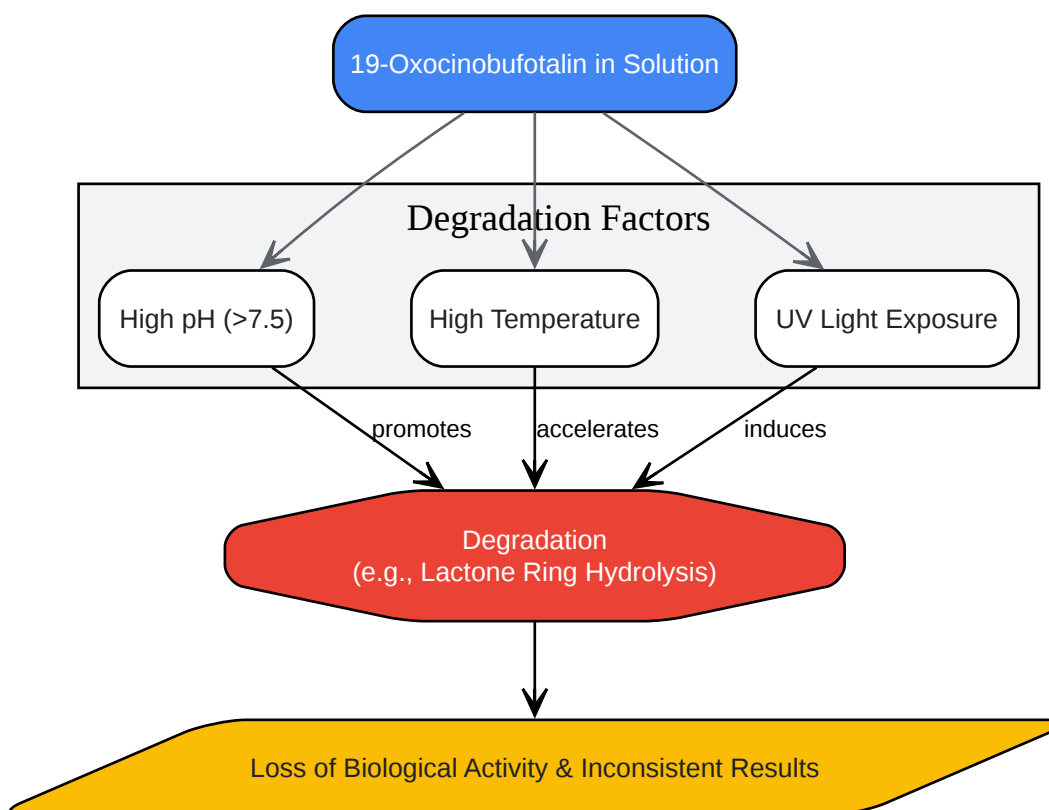 19-Oxocinobufotalin in Solution
Degradation Factors
High pH (>7.5)
High Temperature
UV Light Exposure
promotes
accelerates
induces
Degradation
(e.g., Lactone Ring Hydrolysis)
Loss of Biological Activity & Inconsistent Results